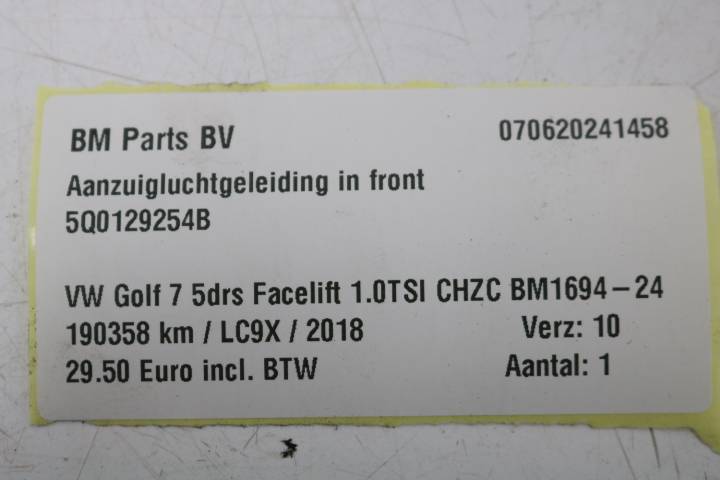 BM Parts BV 070620241458
Aanzuigluchtgeleiding in front
5Q0129254B
VW Golf 7 5drs Facelift 1.0TSI CHZC BM1694-24
190358 km / LC9X / 2018 Verz: 10
29.50 Euro incl. BTW Aantal: 1